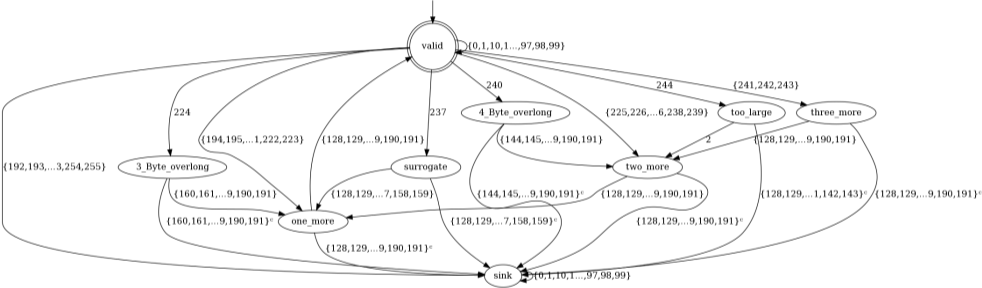 valid
{0,1,10,1...,97,98,99}
240
244
{241,242,243}
224
237
4_Byte_overlong
{225,226,...6,238,239}
too_large
three_more
{194,195,...1,222,223}
{128,129,...9,190,191}
{144,145,...9,190,191}
2
{128,129,...9,190,191}
{192,193,...3,254,255}
3_Byte_overlong
surrogate
two_more
{160,161,...9,190,191}
{128,129,...7,158,159}
{144,145,...9,190,191}ᶜ
{128,129,...9,190,191}
{128,129,...1,142,143}ᶜ
{128,129,...9,190,191}ᶜ
{160,161,...9,190,191}ᶜ
one_more
{128,129,...7,158,159}ᶜ
{128,129,...9,190,191}ᶜ
{128,129,...9,190,191}ᶜ
sink
{0,1,10,1...,97,98,99}